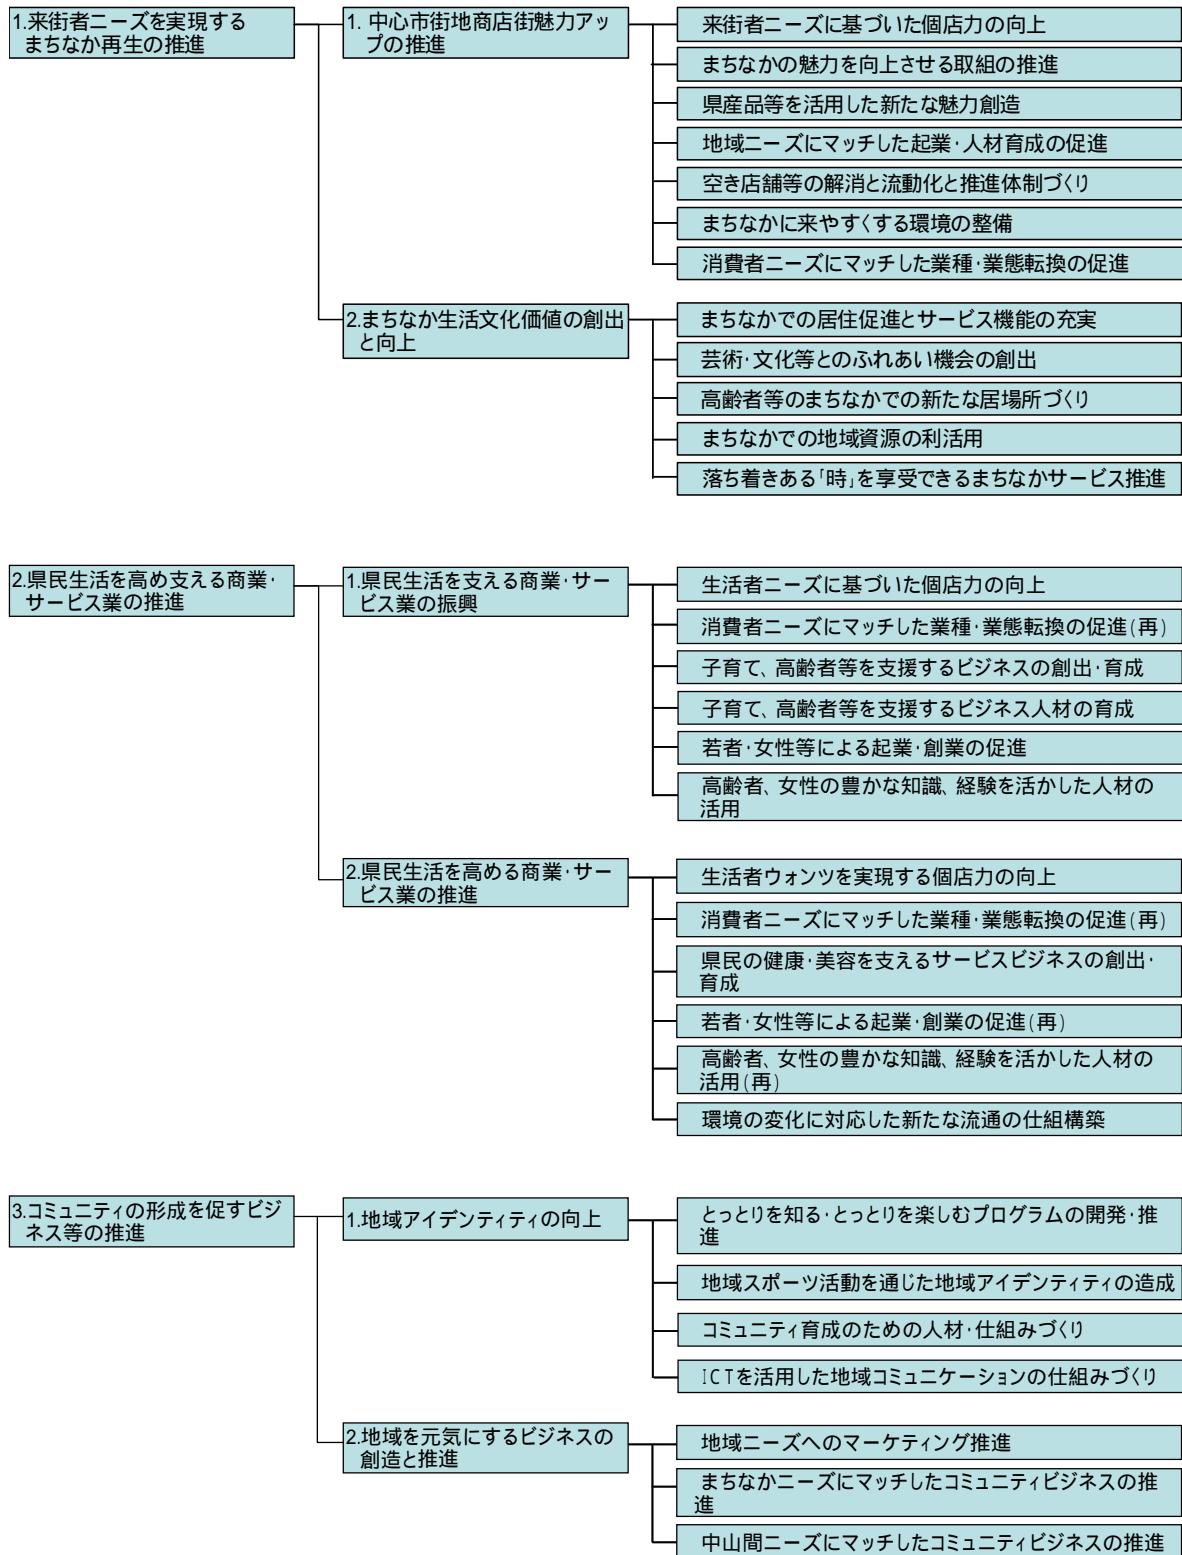 1.来街者ニーズを実現する
まちなか再生の推進
1. 中心市街地商店街魅力アッ
プの推進
来街者ニーズに基づいた個店力の向上
まちなかの魅力を向上させる取組の推進
県産品等を活用した新たな魅力創造
地域ニーズにマッチした起業・人材育成の促進
空き店舗等の解消と流動化と推進体制づくり
まちなかに来やすくする環境の整備
消費者ニーズにマッチした業種・業態転換の促進
2.まちなか生活文化価値の創出
と向上
まちなかでの居住促進とサービス機能の充実
芸術・文化等とのふれあい機会の創出
高齢者等のまちなかでの新たな居場所づくり
まちなかでの地域資源の利活用
落ち着きある「時」を享受できるまちなかサービス推進
2.県民生活を高め支える商業・
サービス業の推進
1.県民生活を支える商業・サー
ビス業の振興
生活者ニーズに基づいた個店力の向上
消費者ニーズにマッチした業種・業態転換の促進(再)
子育て、高齢者等を支援するビジネスの創出・育成
子育て、高齢者等を支援するビジネス人材の育成
若者・女性等による起業・創業の促進
高齢者、女性の豊かな知識、経験を活かした人材の
活用
2.県民生活を高める商業・サー
ビス業の推進
生活者ウォンツを実現する個店力の向上
消費者ニーズにマッチした業種・業態転換の促進(再)
県民の健康・美容を支えるサービスビジネスの創出・
育成
若者・女性等による起業・創業の促進(再)
高齢者、女性の豊かな知識、経験を活かした人材の
活用(再)
環境の変化に対応した新たな流通の仕組構築
3.コミュニティの形成を促すビジ
ネス等の推進
1.地域アイデンティティの向上
とっとりを知る・とっとりを楽しむプログラムの開発・推
進
地域スポーツ活動を通じた地域アイデンティティの造成
コミュニティ育成のための人材・仕組みづくり
ICTを活用した地域コミュニケーションの仕組みづくり
2.地域を元気にするビジネスの
創造と推進
地域ニーズへのマーケティング推進
まちなかニーズにマッチしたコミュニティビジネスの推
進
中山間ニーズにマッチしたコミュニティビジネスの推進